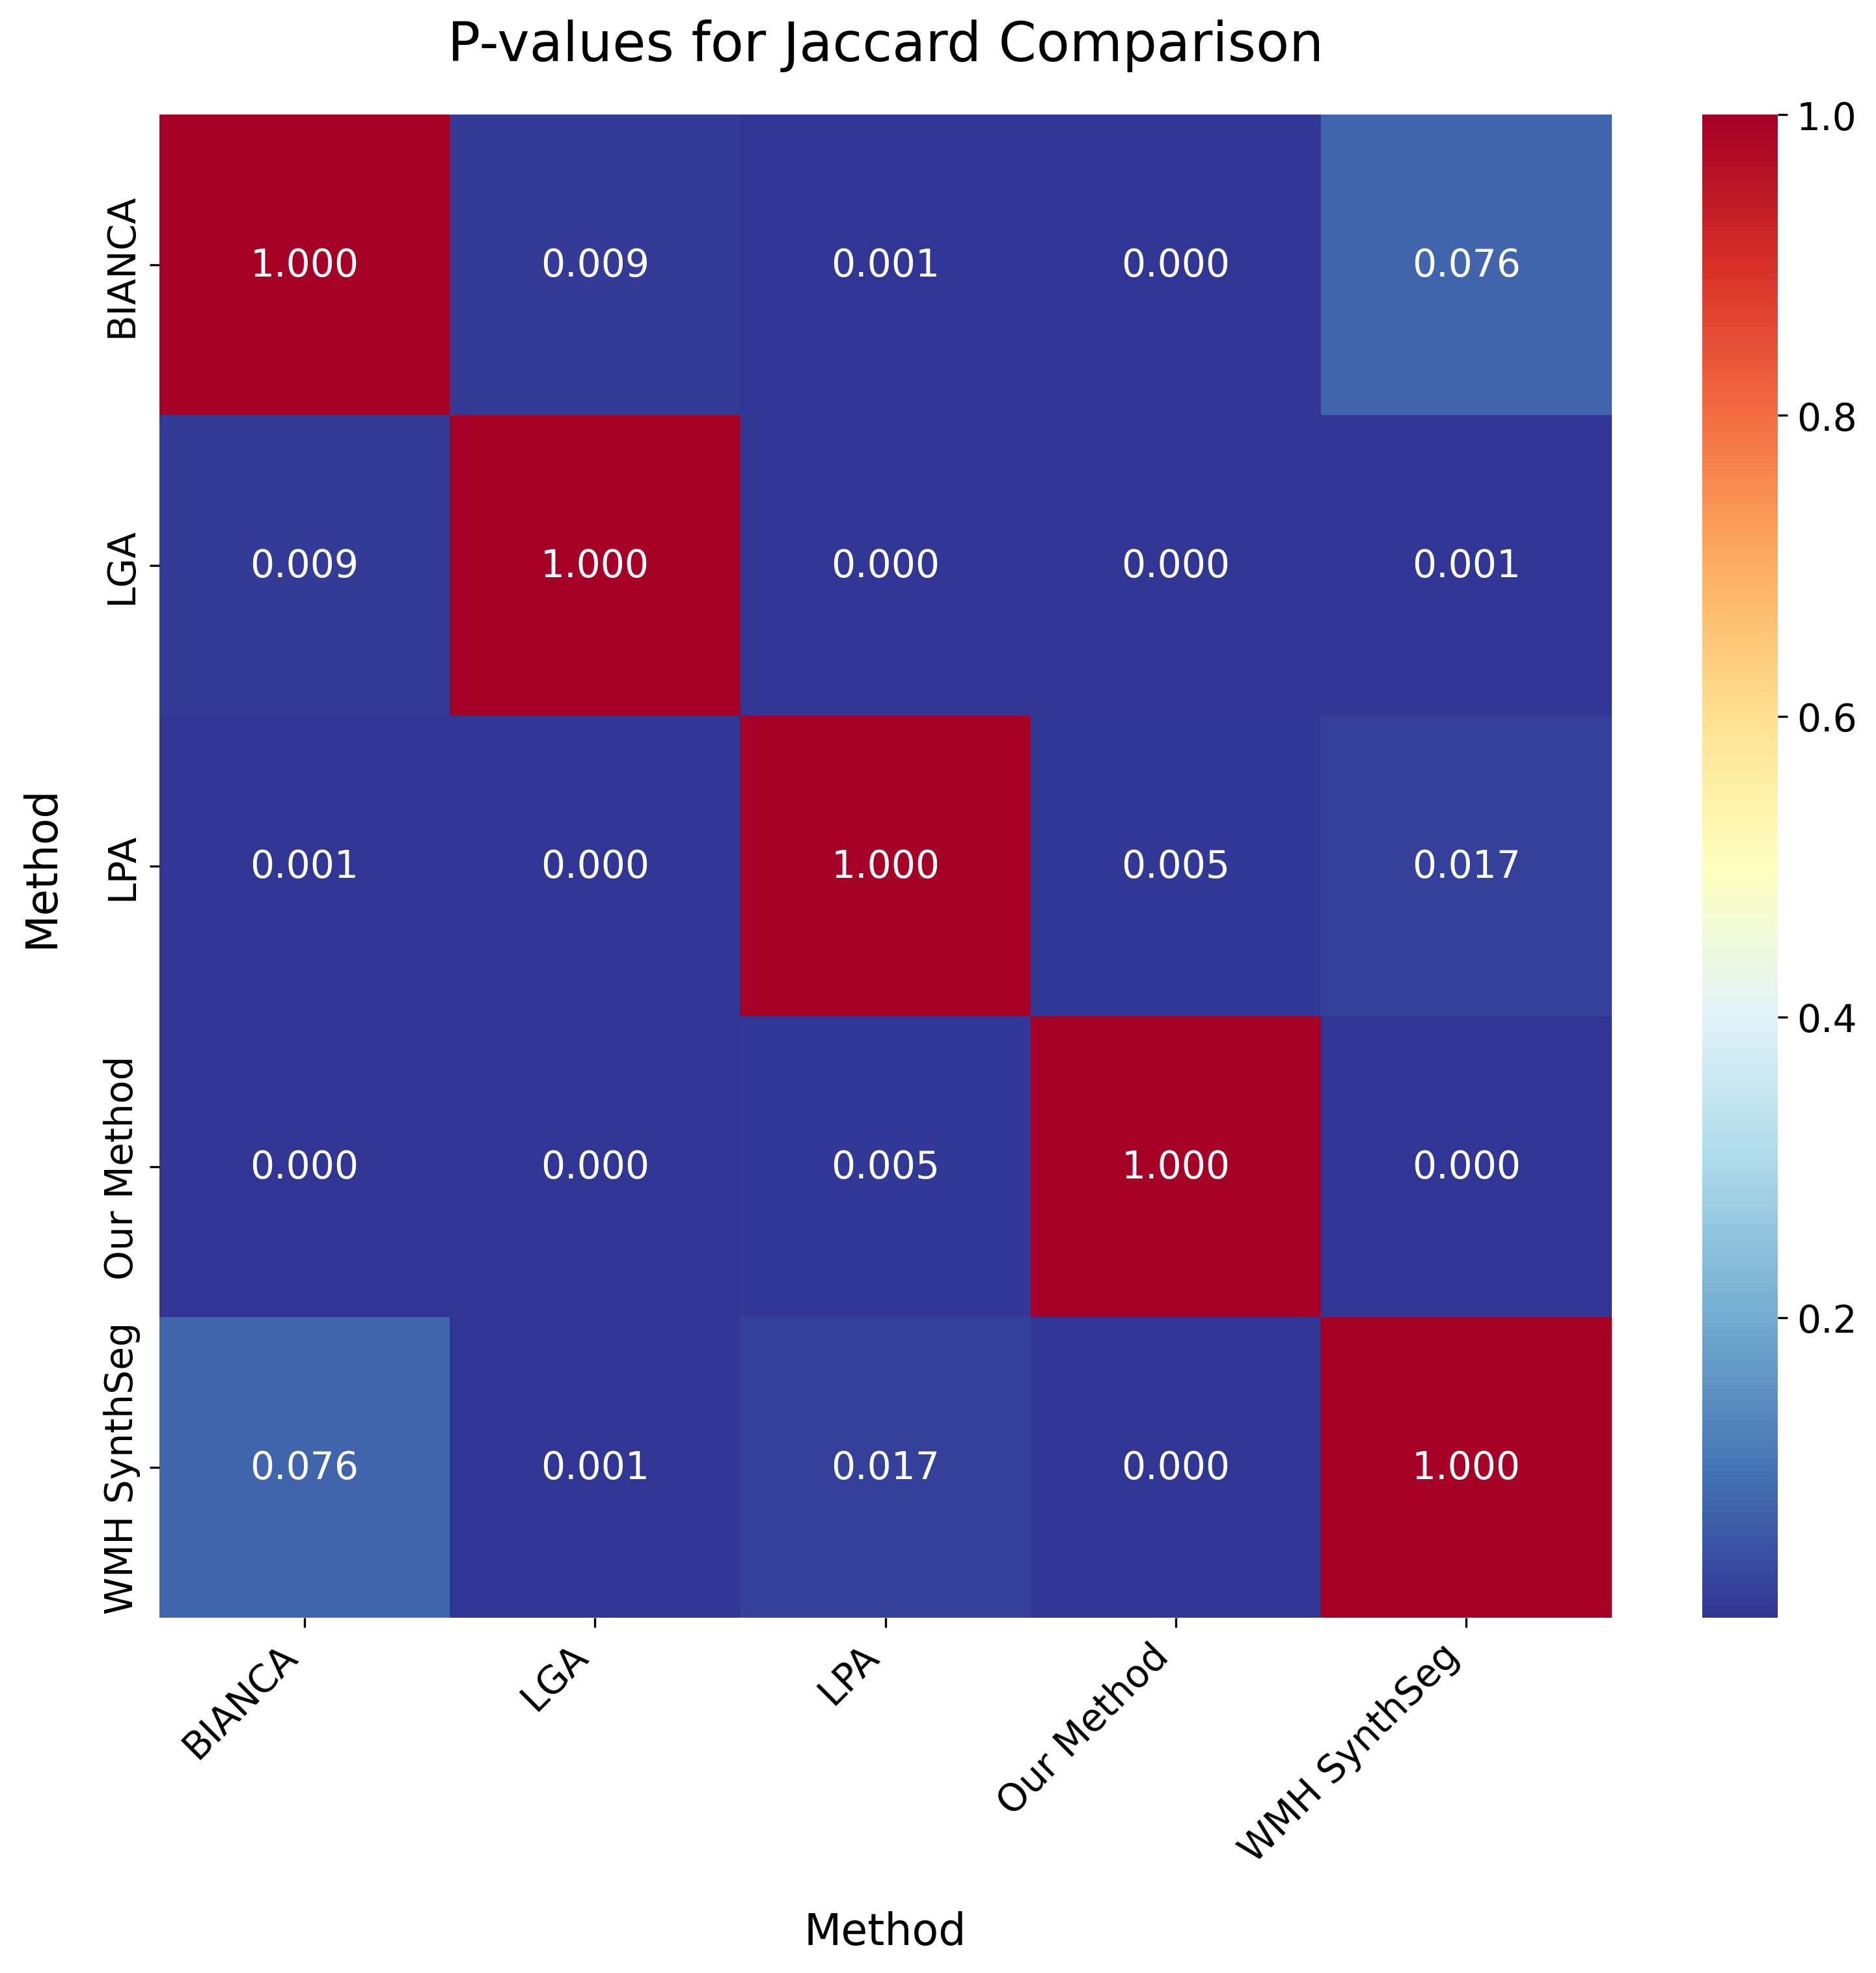 P-values for Jaccard Comparison
1.0
BIANCA 1.000 0.009 0.001 0.000 0.076
0.8
LGA 0.009 1.000 0.000 0.000 0.001
0.6
Method
LPA 0.001 0.000 1.000 0.005 0.017
0.4
Our Method 0.000 0.000 0.005 1.000 0.000
0.2
WMH SynthSeg 0.076 0.001 0.017 0.000 1.000
BIANCA LGA LPA Our Method WMH SynthSeg
Method